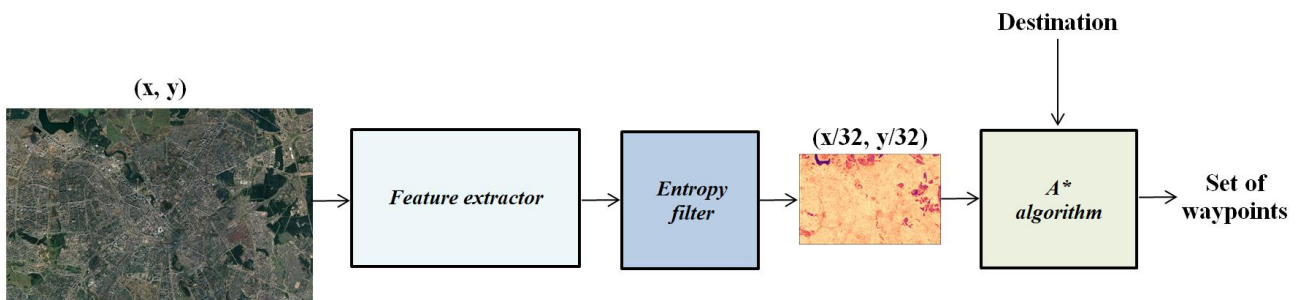 Destination
(x, y)
Feature extractor
Entropy
filter
(x/32, y/32)
A*
algorithm
Set of
waypoints